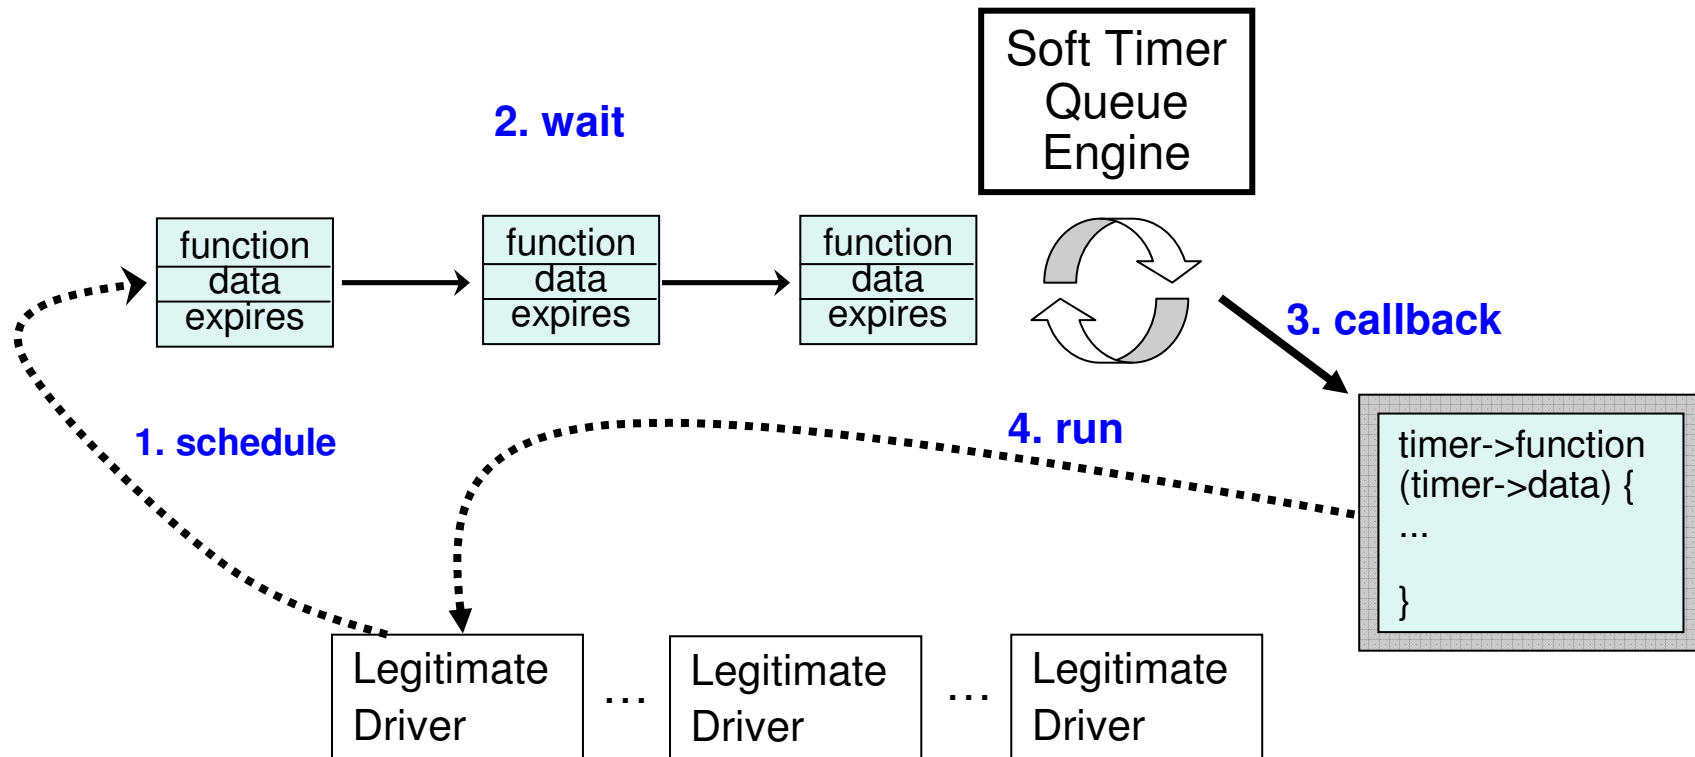 Soft Timer
Queue
Engine
2. wait
function
data
expires
function
data
expires
function
data
expires
3. callback
1. schedule
4. run
timer->function
(timer->data) {
...
}
Legitimate
Driver
...
Legitimate
Driver
...
Legitimate
Driver